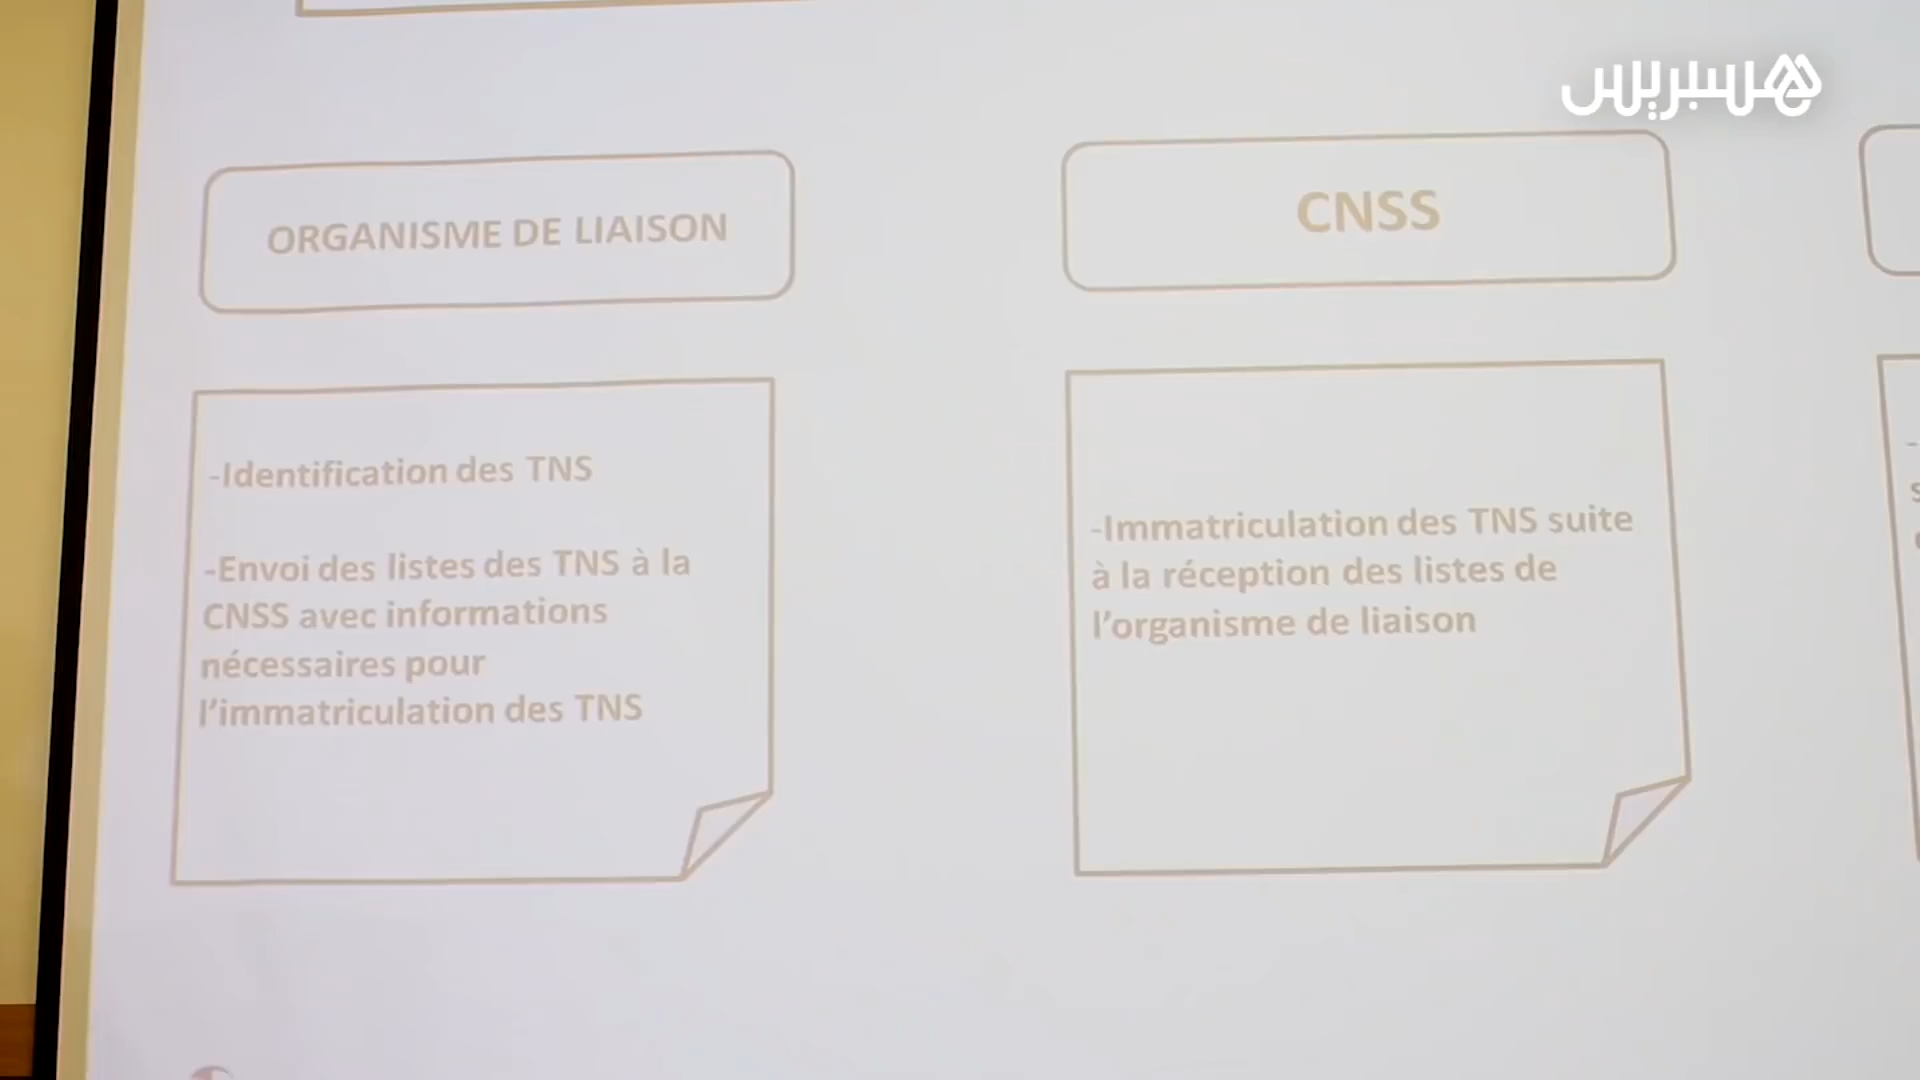 هسبريس
ORGANISME DE LIAISON
-Identification des TNS
-Envoi des listes des TNS à la
CNSS avec informations
nécessaires pour
l’immatriculation des TNS
CNSS
-Immatriculation des TNS suite
à la réception des listes de
l’organisme de liaison